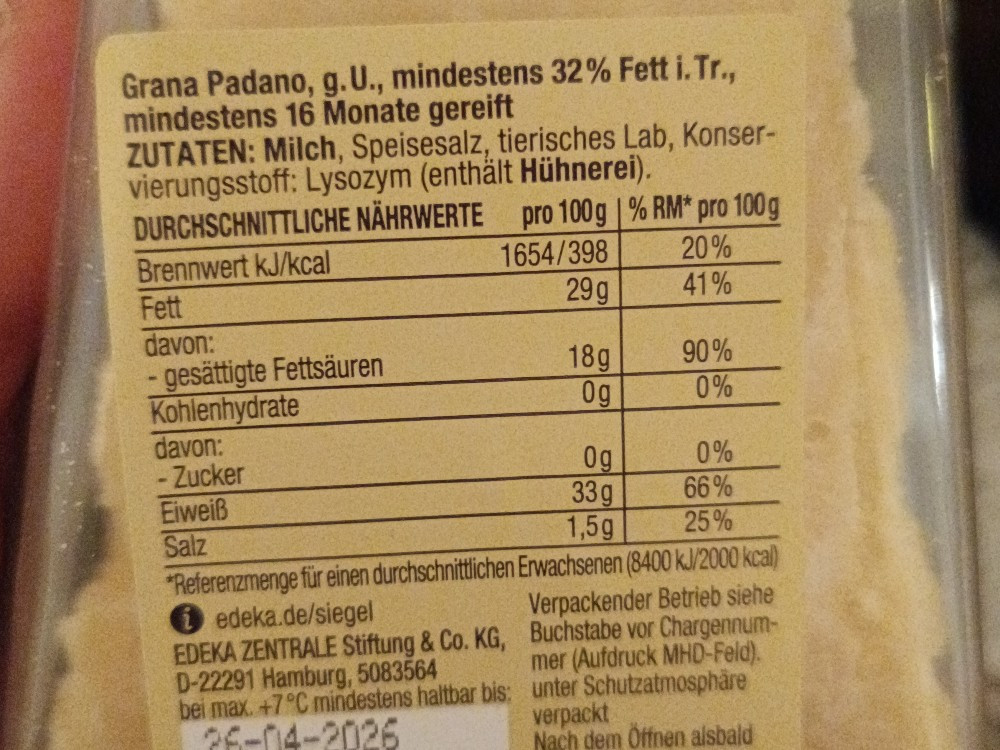 Grana Padano, g.U., mindestens 32% Fett i.Tr.,
mindestens 16 Monate gereift
ZUTATEN: Milch, Speisesalz, tierisches Lab, Konser-
vierungsstoff: Lysozym (enthält Hühnerei).
DURCHSCHNITTLICHE NÄHRWERTE pro 100g | % RM* pro 100g
Brennwert kJ/kcal 1654/398 20%
Fett 29g 41%
davon:
- gesättigte Fettsäuren 18g 90%
Kohlenhydrate 0g 0%
davon:
- Zucker 0g 0%
Eiweiß 33g 66%
Salz 1,5g 25%
*Referenzmenge für einen durchschnittlichen Erwachsenen (8400 kJ/2000 kcal)
i edeka.de/siegel
EDEKA ZENTRALE Stiftung & Co. KG,
D-22291 Hamburg, 5083564
bei max. +7°C mindestens haltbar bis:
26-04-2026
Verpackender Betrieb siehe
Buchstabe vor Chargennum-
mer (Aufdruck MHD-Feld).
unter Schutzatmosphäre
verpackt
Nach dem Öffnen alsbald